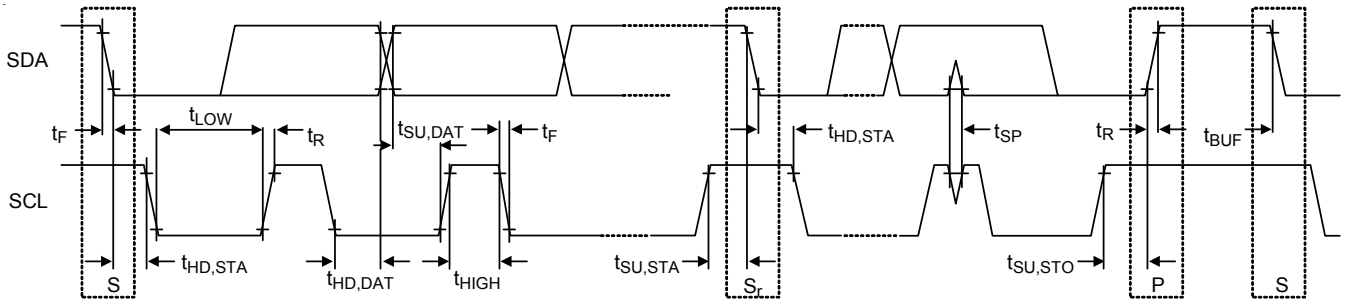 SDA
t_F
t_LOW
t_R
t_SU,DAT
t_F
t_HD,STA
t_SP
t_R
t_BUF
SCL
t_HD,STA
t_HD,DAT
t_HIGH
t_SU,STA
t_SU,STO
S
S_r
P
S